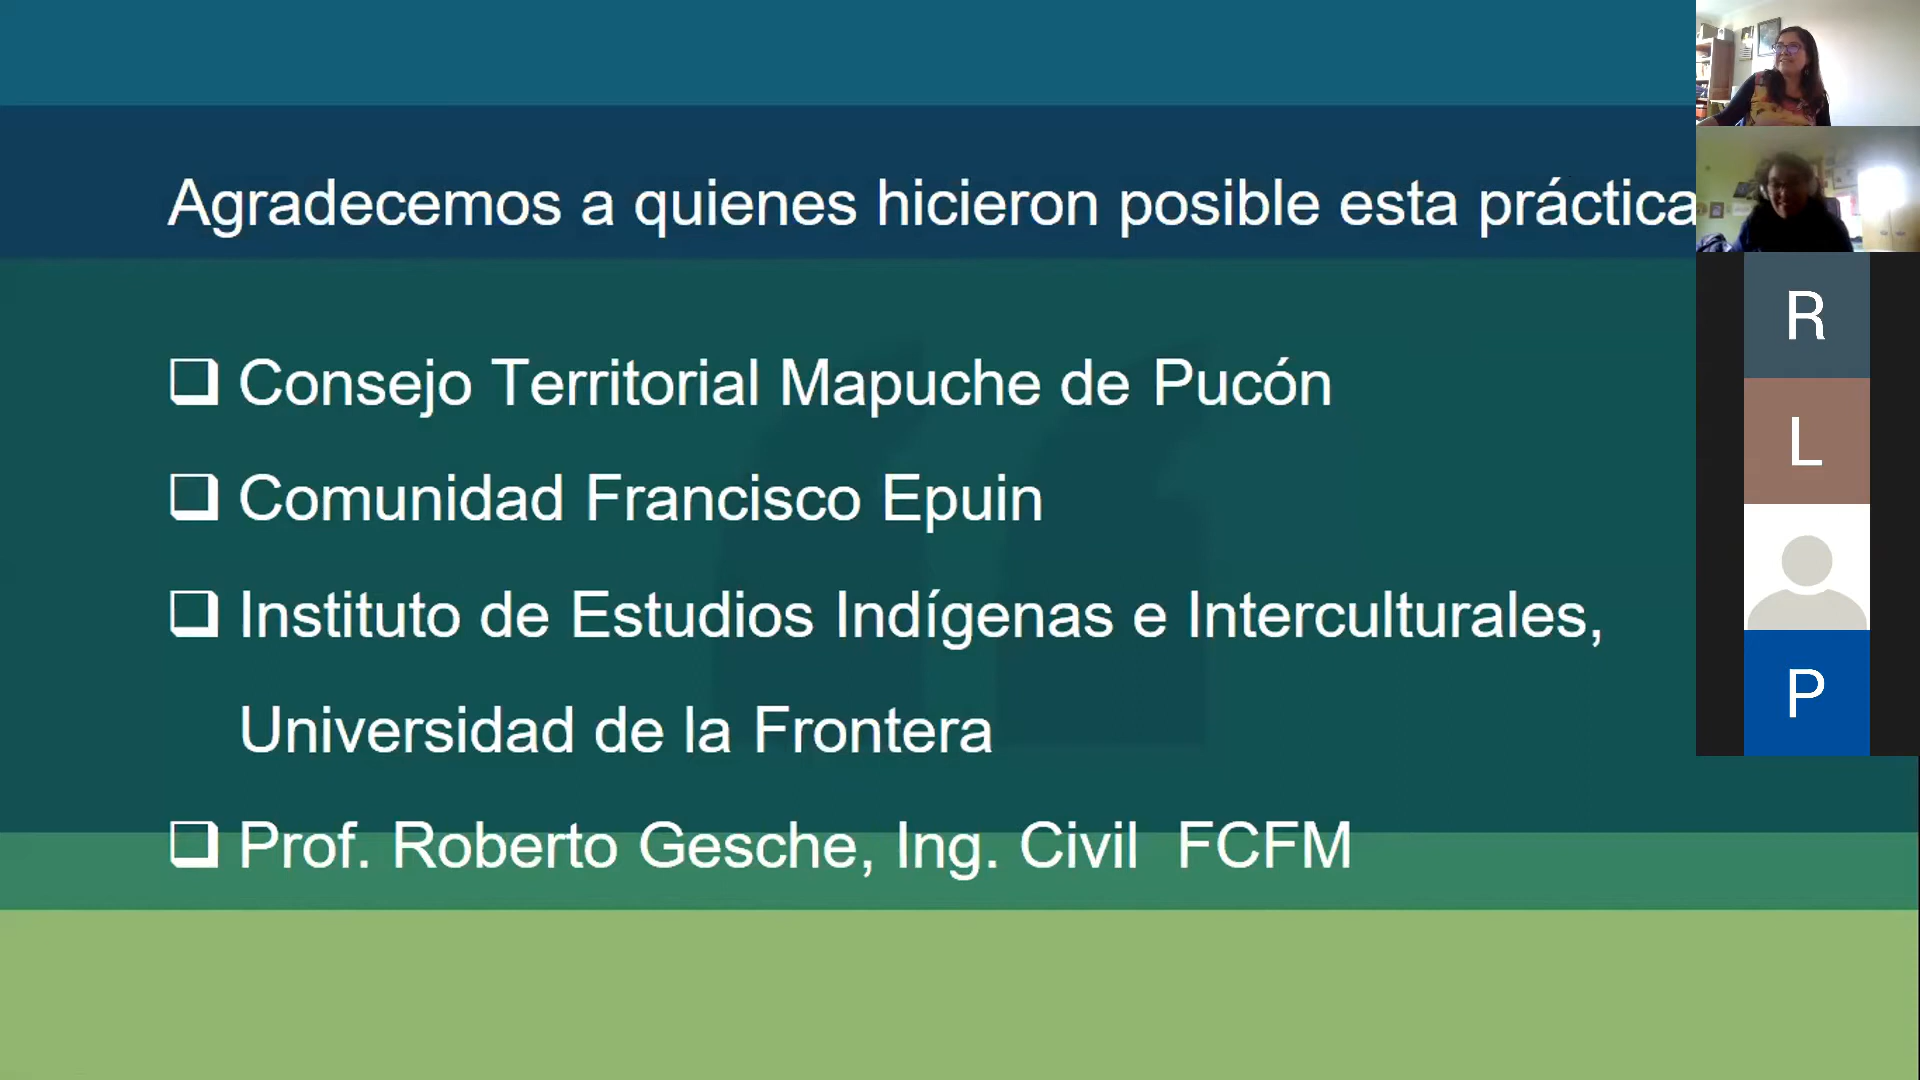 Agradecemos a quienes hicieron posible esta práctica
❑ Consejo Territorial Mapuche de Pucón
❑ Comunidad Francisco Epuin
❑ Instituto de Estudios Indígenas e Interculturales,
Universidad de la Frontera
❑ Prof. Roberto Gesche, Ing. Civil  FCFM
R
L
P